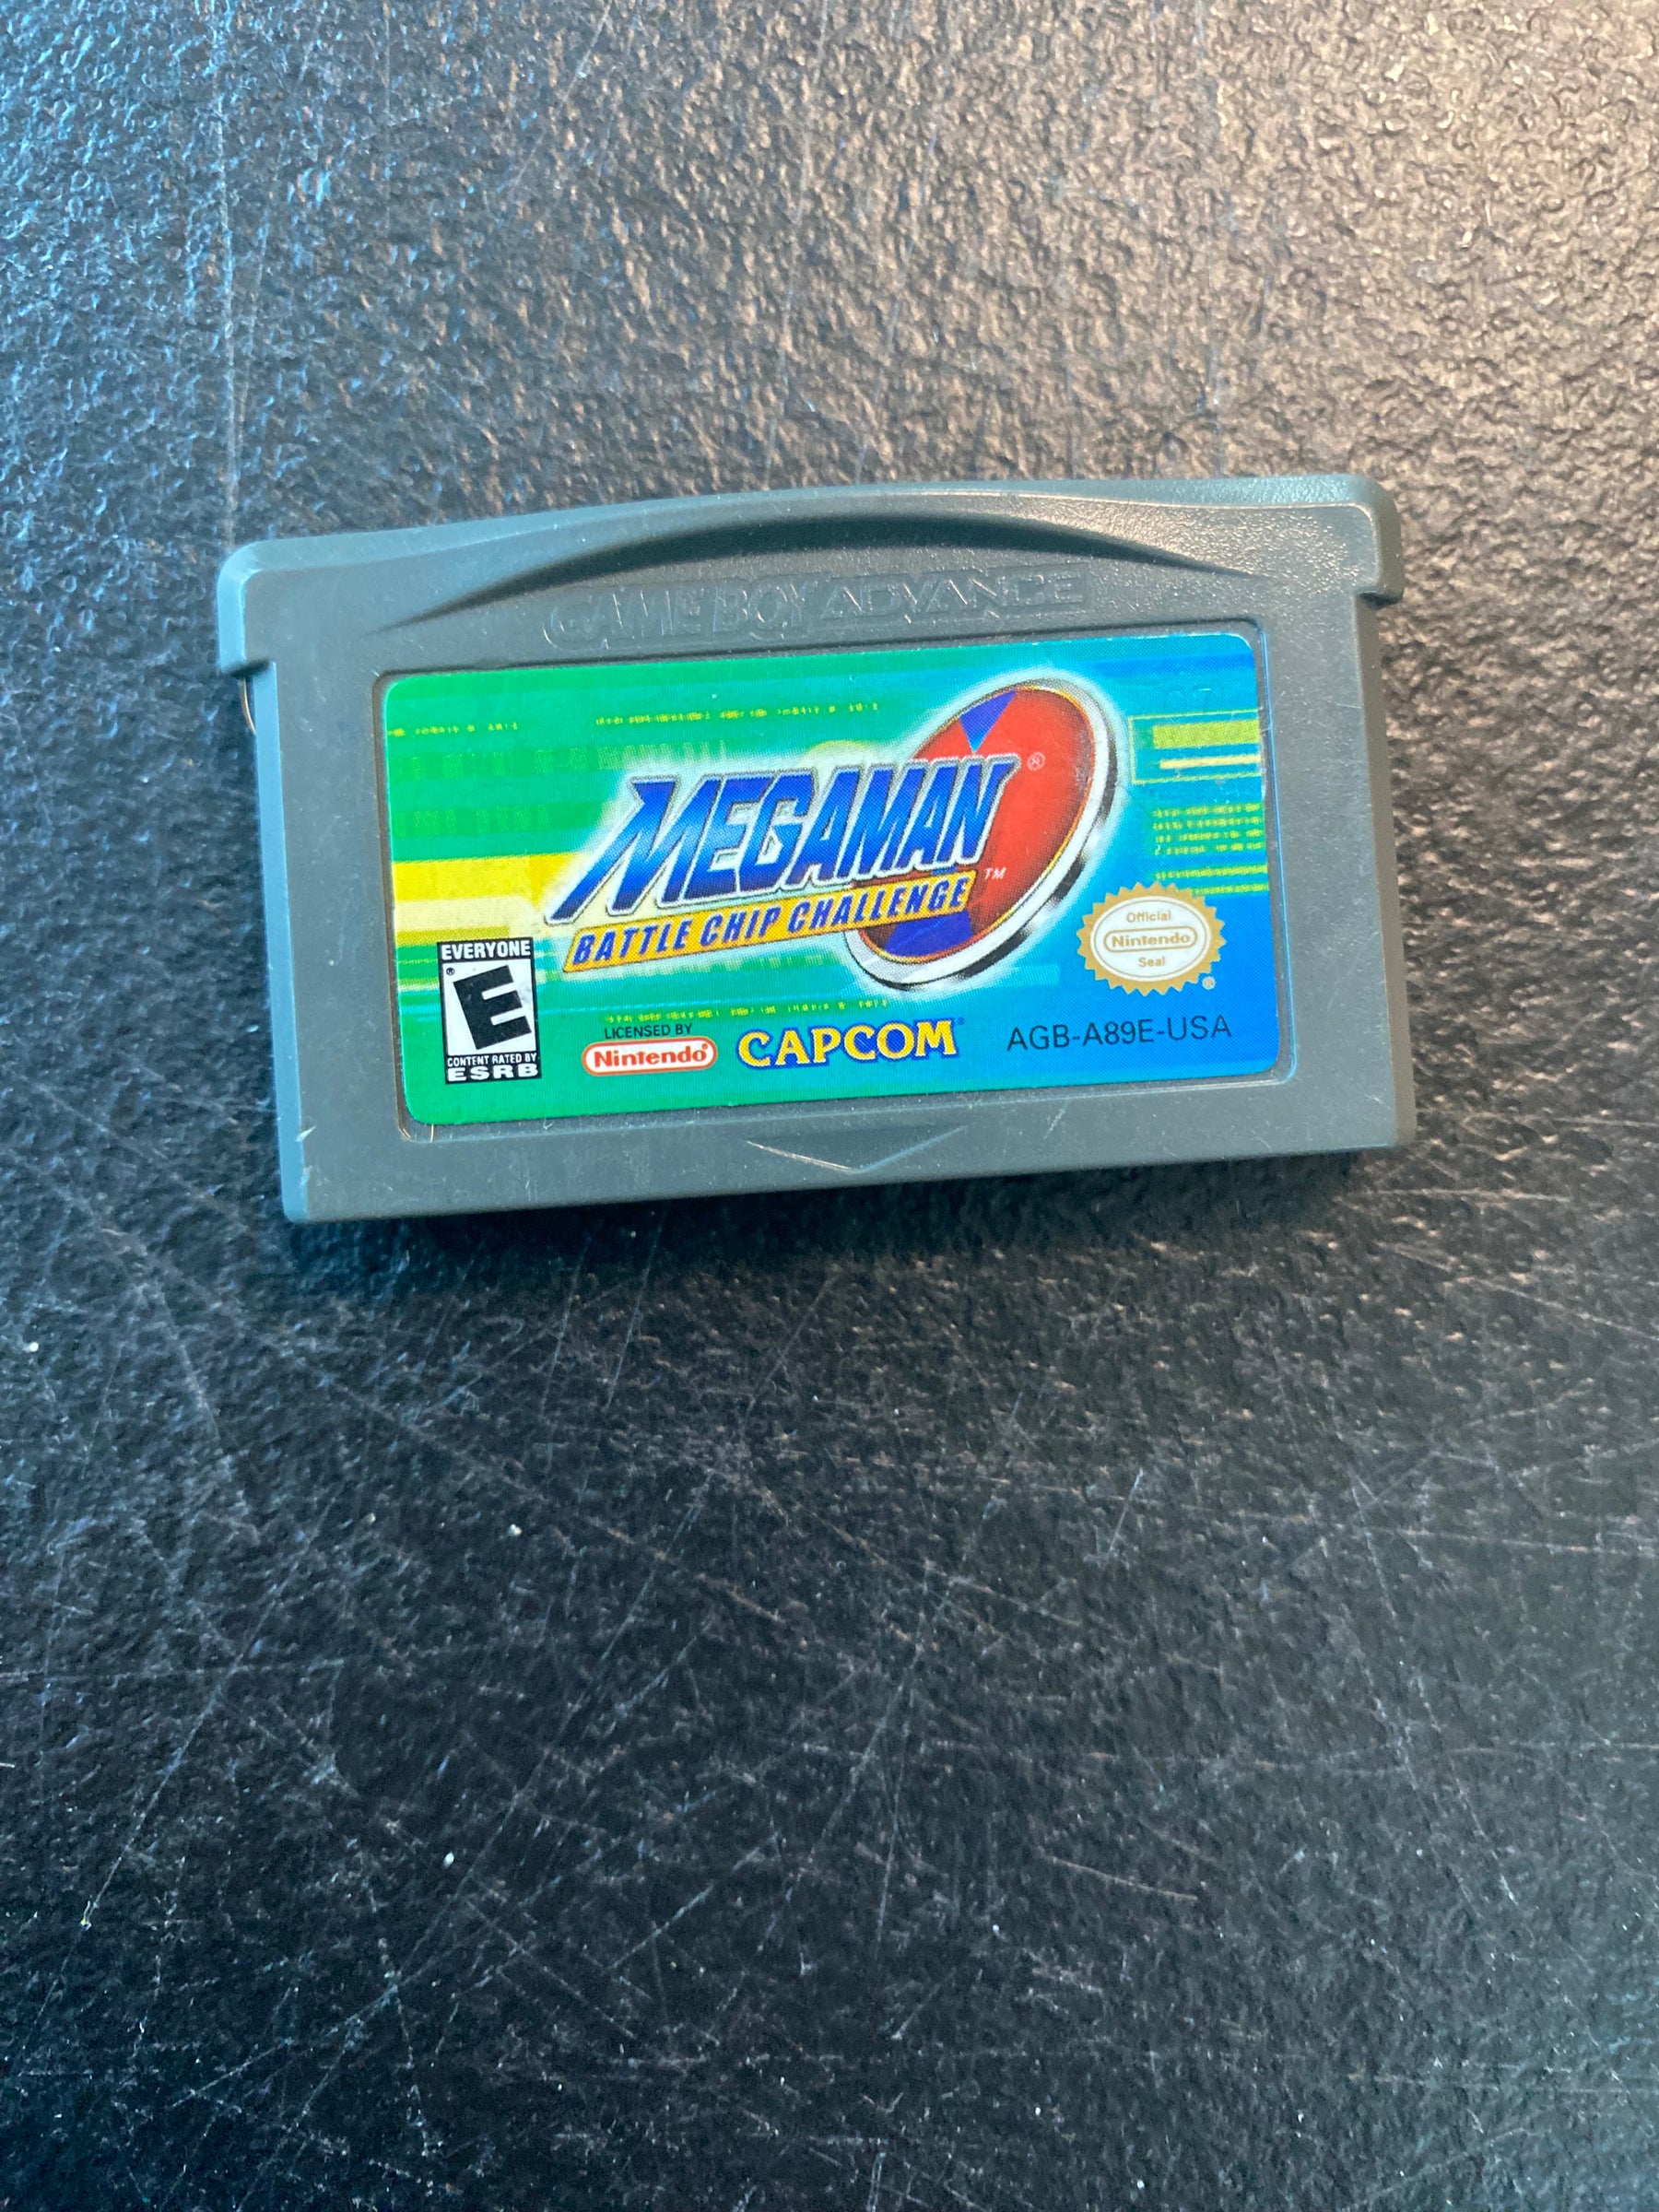 GAME BOY ADVANCE
MEGAMAN®
BATTLE CHIP CHALLENGE™
EVERYONE
E®
CONTENT RATED BY
ESRB
LICENSED BY
Nintendo®
CAPCOM®
Official
Nintendo
Seal
®
AGB-A89E-USA